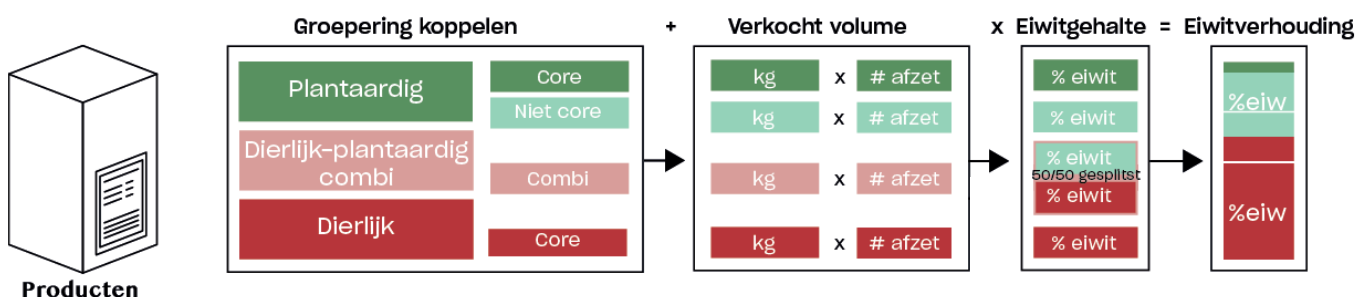 Groepering koppelen + Verkocht volume x Eiwitgehalte = Eiwitverhouding
Plantaardig
Core
Niet core
Dierlijk-plantaardig
combi
Combi
Dierlijk
Core
kg x # afzet
kg x # afzet
kg x # afzet
kg x # afzet
% eiwit
% eiwit
% eiwit
50/50 gesplitst
% eiwit
% eiwit
%eiw
%eiw
Producten